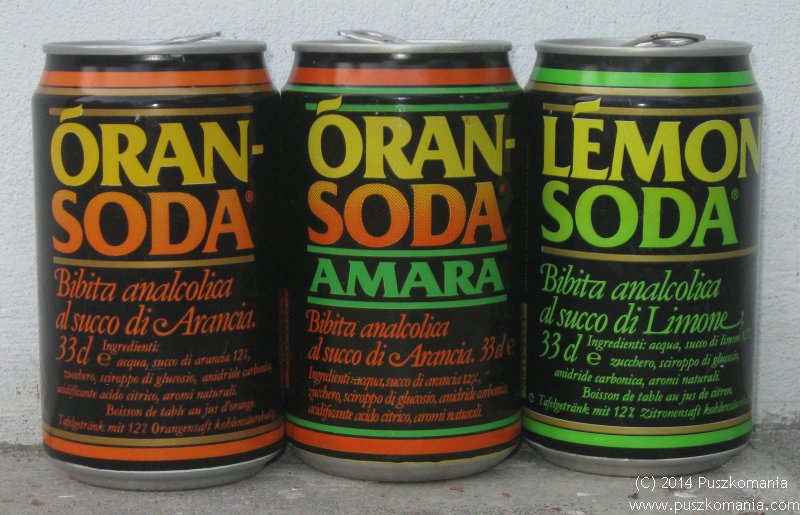 ŌRAN-
SODA®
Bibita analcolica
al succo di Arancia.
33 cl e Ingredienti:
acqua, succo di arancia 12%,
zucchero, sciroppo di glucosio, anidride carbonica,
acidificante acido citrico, aromi naturali.
Boisson de table au jus d'orange.
Tafelgetränk mit 12% Orangensaft
ŌRAN-
SODA®
AMARA
Bibita analcolica
al succo di Arancia. 33 cl e
Ingredienti: acqua, succo di arancia 12%,
zucchero, sciroppo di glucosio, anidride carbonica,
acidificante acido citrico, aromi naturali.
LĒMON
SODA®
Bibita analcolica
al succo di Limone.
33 cl e Ingredienti: acqua, succo di limone 12%
zucchero, sciroppo di glucosio,
anidride carbonica, aromi naturali.
Boisson de table au jus de citron.
Tafelgetränk mit 12% Zitronensaft
(C) 2014 Puszkomania
www.puszkomania.com